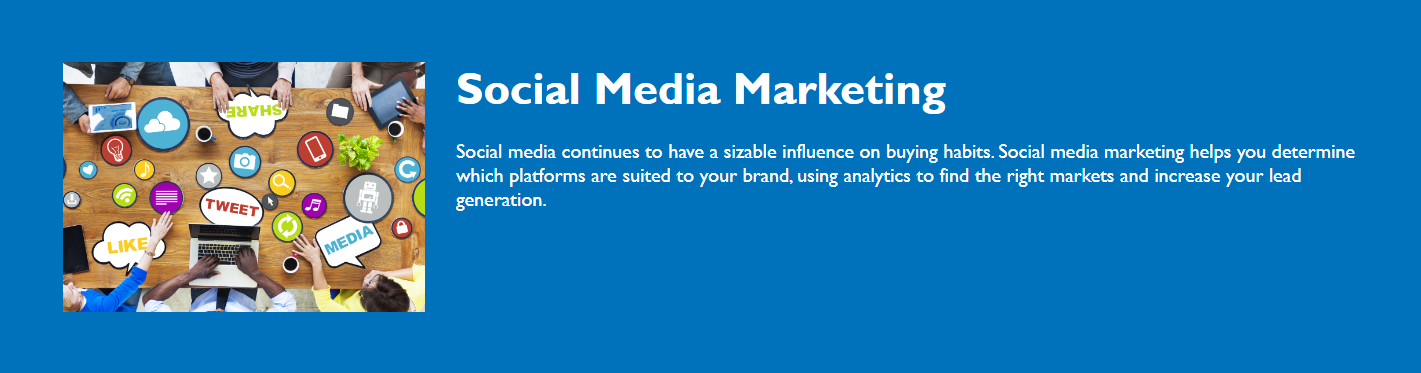 Social Media Marketing
Social media continues to have a sizable influence on buying habits. Social media marketing helps you determine
which platforms are suited to your brand, using analytics to find the right markets and increase your lead
generation.
SHARE
TWEET
LIKE
MEDIA